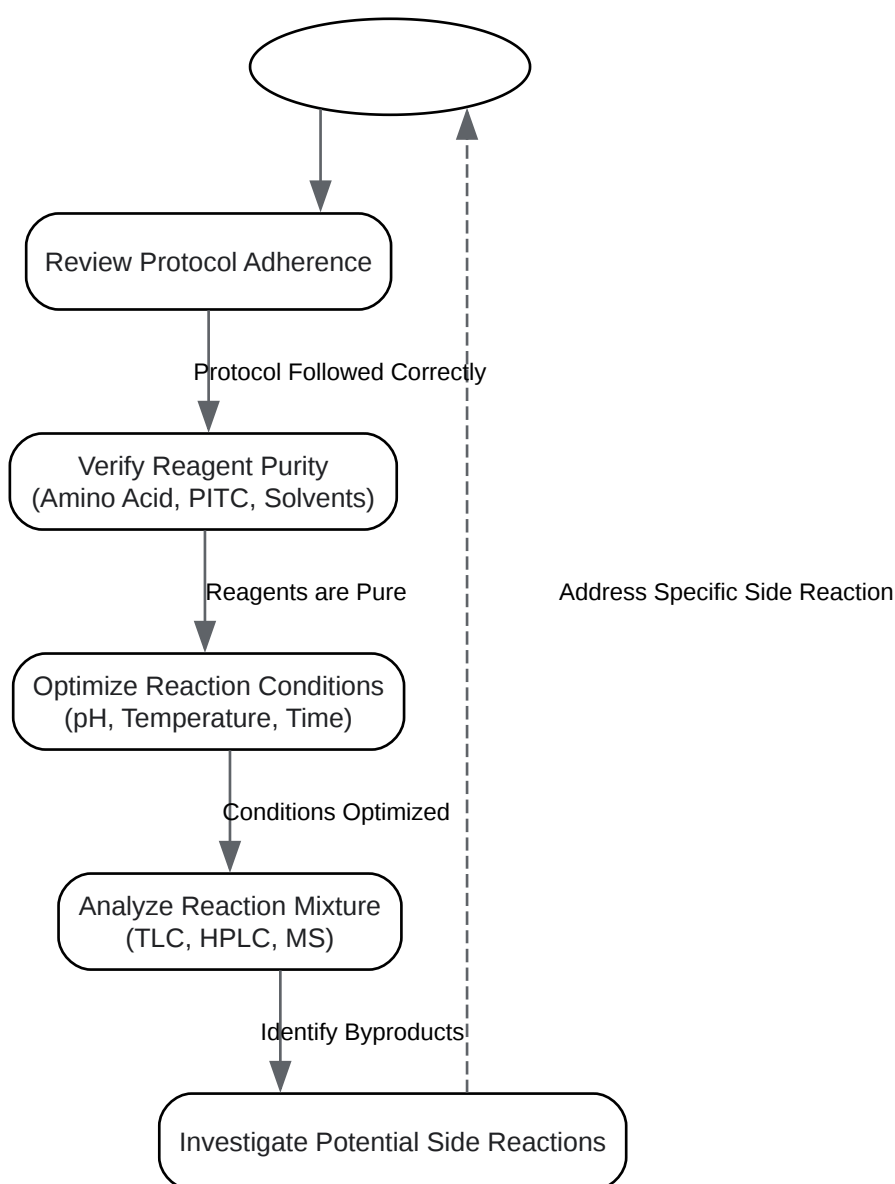 Review Protocol Adherence
Protocol Followed Correctly
Verify Reagent Purity
(Amino Acid, PITC, Solvents)
Reagents are Pure
Address Specific Side Reaction
Optimize Reaction Conditions
(pH, Temperature, Time)
Conditions Optimized
Analyze Reaction Mixture
(TLC, HPLC, MS)
Identify Byproducts
Investigate Potential Side Reactions